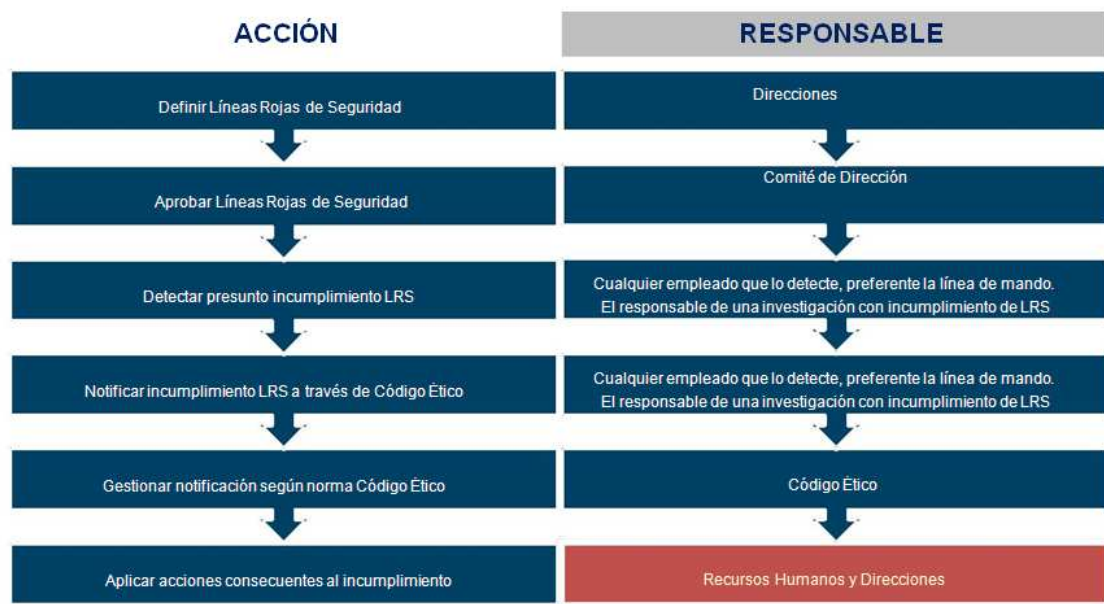 ACCIÓN
RESPONSABLE
Definir Líneas Rojas de Seguridad
Direcciones
Aprobar Líneas Rojas de Seguridad
Comité de Dirección
Detectar presunto incumplimiento LRS
Cualquier empleado que lo detecte, preferente la línea de mando.
El responsable de una investigación con incumplimiento de LRS
Notificar incumplimiento LRS a través de Código Ético
Cualquier empleado que lo detecte, preferente la línea de mando.
El responsable de una investigación con incumplimiento de LRS
Gestionar notificación según norma Código Ético
Código Ético
Aplicar acciones consecuentes al incumplimiento
Recursos Humanos y Direcciones